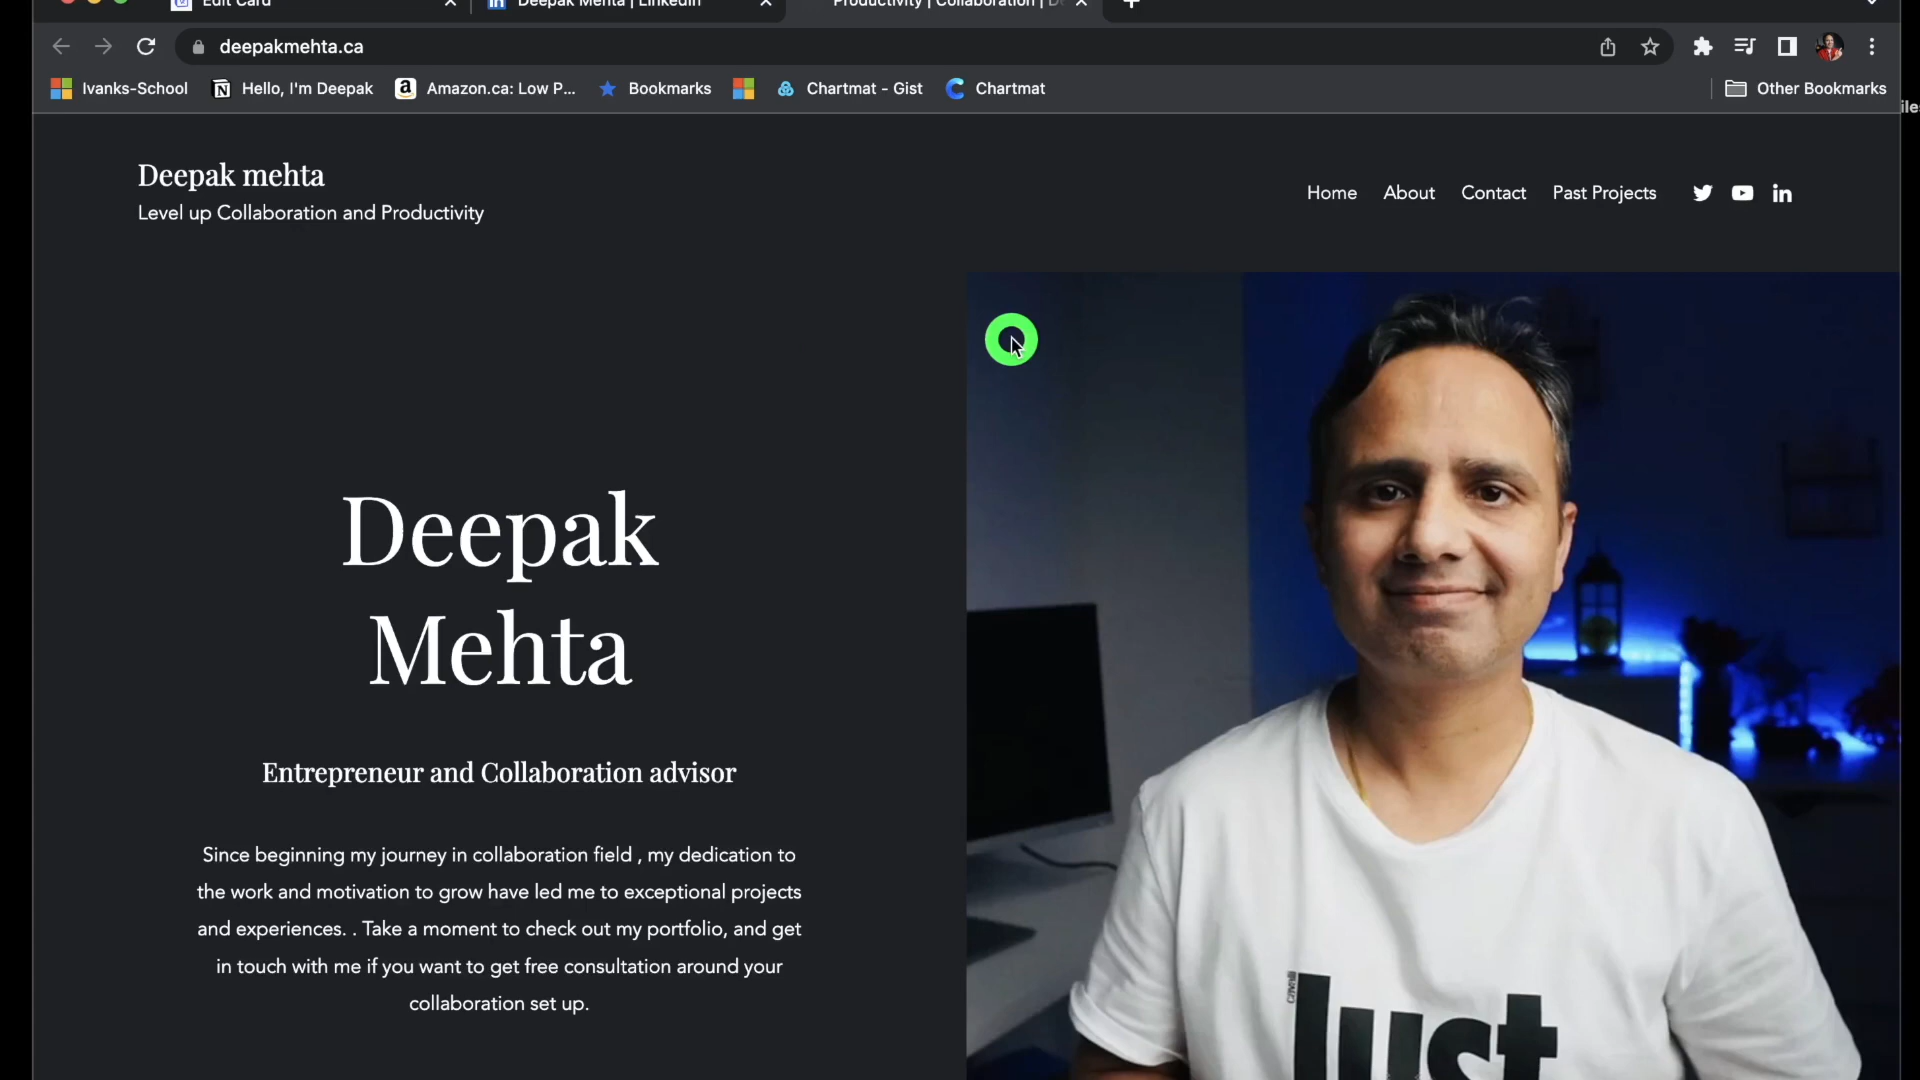 Edit Card
Deepak Mehta | LinkedIn
Productivity | Collaboration | De
deepakmehta.ca
Ivanks-School
Hello, I'm Deepak
Amazon.ca: Low P...
Bookmarks
Chartmat - Gist
Chartmat
Other Bookmarks
Deepak mehta
Level up Collaboration and Productivity
Home
About
Contact
Past Projects
Deepak
Mehta
Entrepreneur and Collaboration advisor
Since beginning my journey in collaboration field , my dedication to
the work and motivation to grow have led me to exceptional projects
and experiences. . Take a moment to check out my portfolio, and get
in touch with me if you want to get free consultation around your
collaboration set up.
cavalli
Just